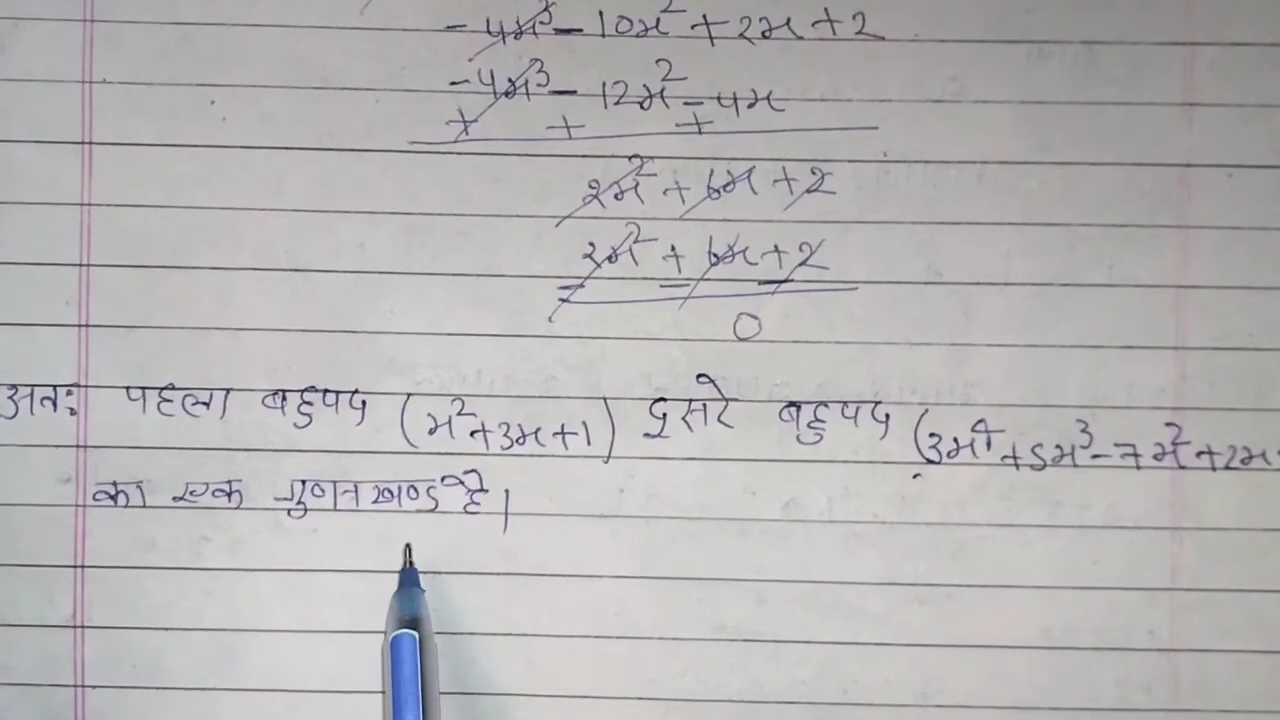 -4x³ - 10x² + 2x + 2
-4x³ - 12x² - 4x
+ + +
2x² + 6x + 2
2x² + 6x + 2
- - -
0
अतः पहला बहुपद (x²+3x+1) दुसरे बहुपद (3x⁴+5x³-7x²+2x
का एक गुणनखण्ड है।